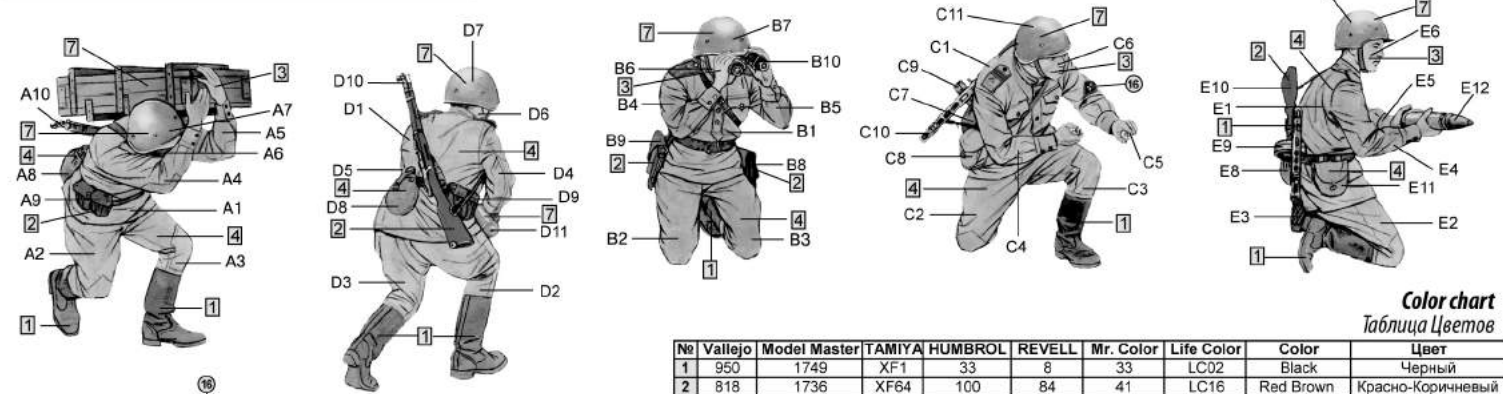 7 D7 B7 C11 7 7
7 7 E6
3 D10 B6 B10 C1 C6 2 4 3
A10 D1 3 C9 3 E5
7 A7 D6 B4 B5 C7 16 E10 E12
A5 E1
4 A6 4 B1 C10 1
A8 A4 D5 D4 B9 B8 C8 C5 E9 E4
A9 4 2 2 E8 4
2 A1 D8 D9 4 C3 E11
4 2 7 4 C2 E3 E2
A2 A3 D11 B2 B3 C4 1
D3 D2 1 1
1 1 1
16
Color chart
Таблица Цветов
№ Vallejo Model Master TAMIYA HUMBROL REVELL Mr. Color Life Color Color Цвет
1 950 1749 XF1 33 8 33 LC02 Black Черный
2 818 1736 XF64 100 84 41 LC16 Red Brown Красно-Коричневый